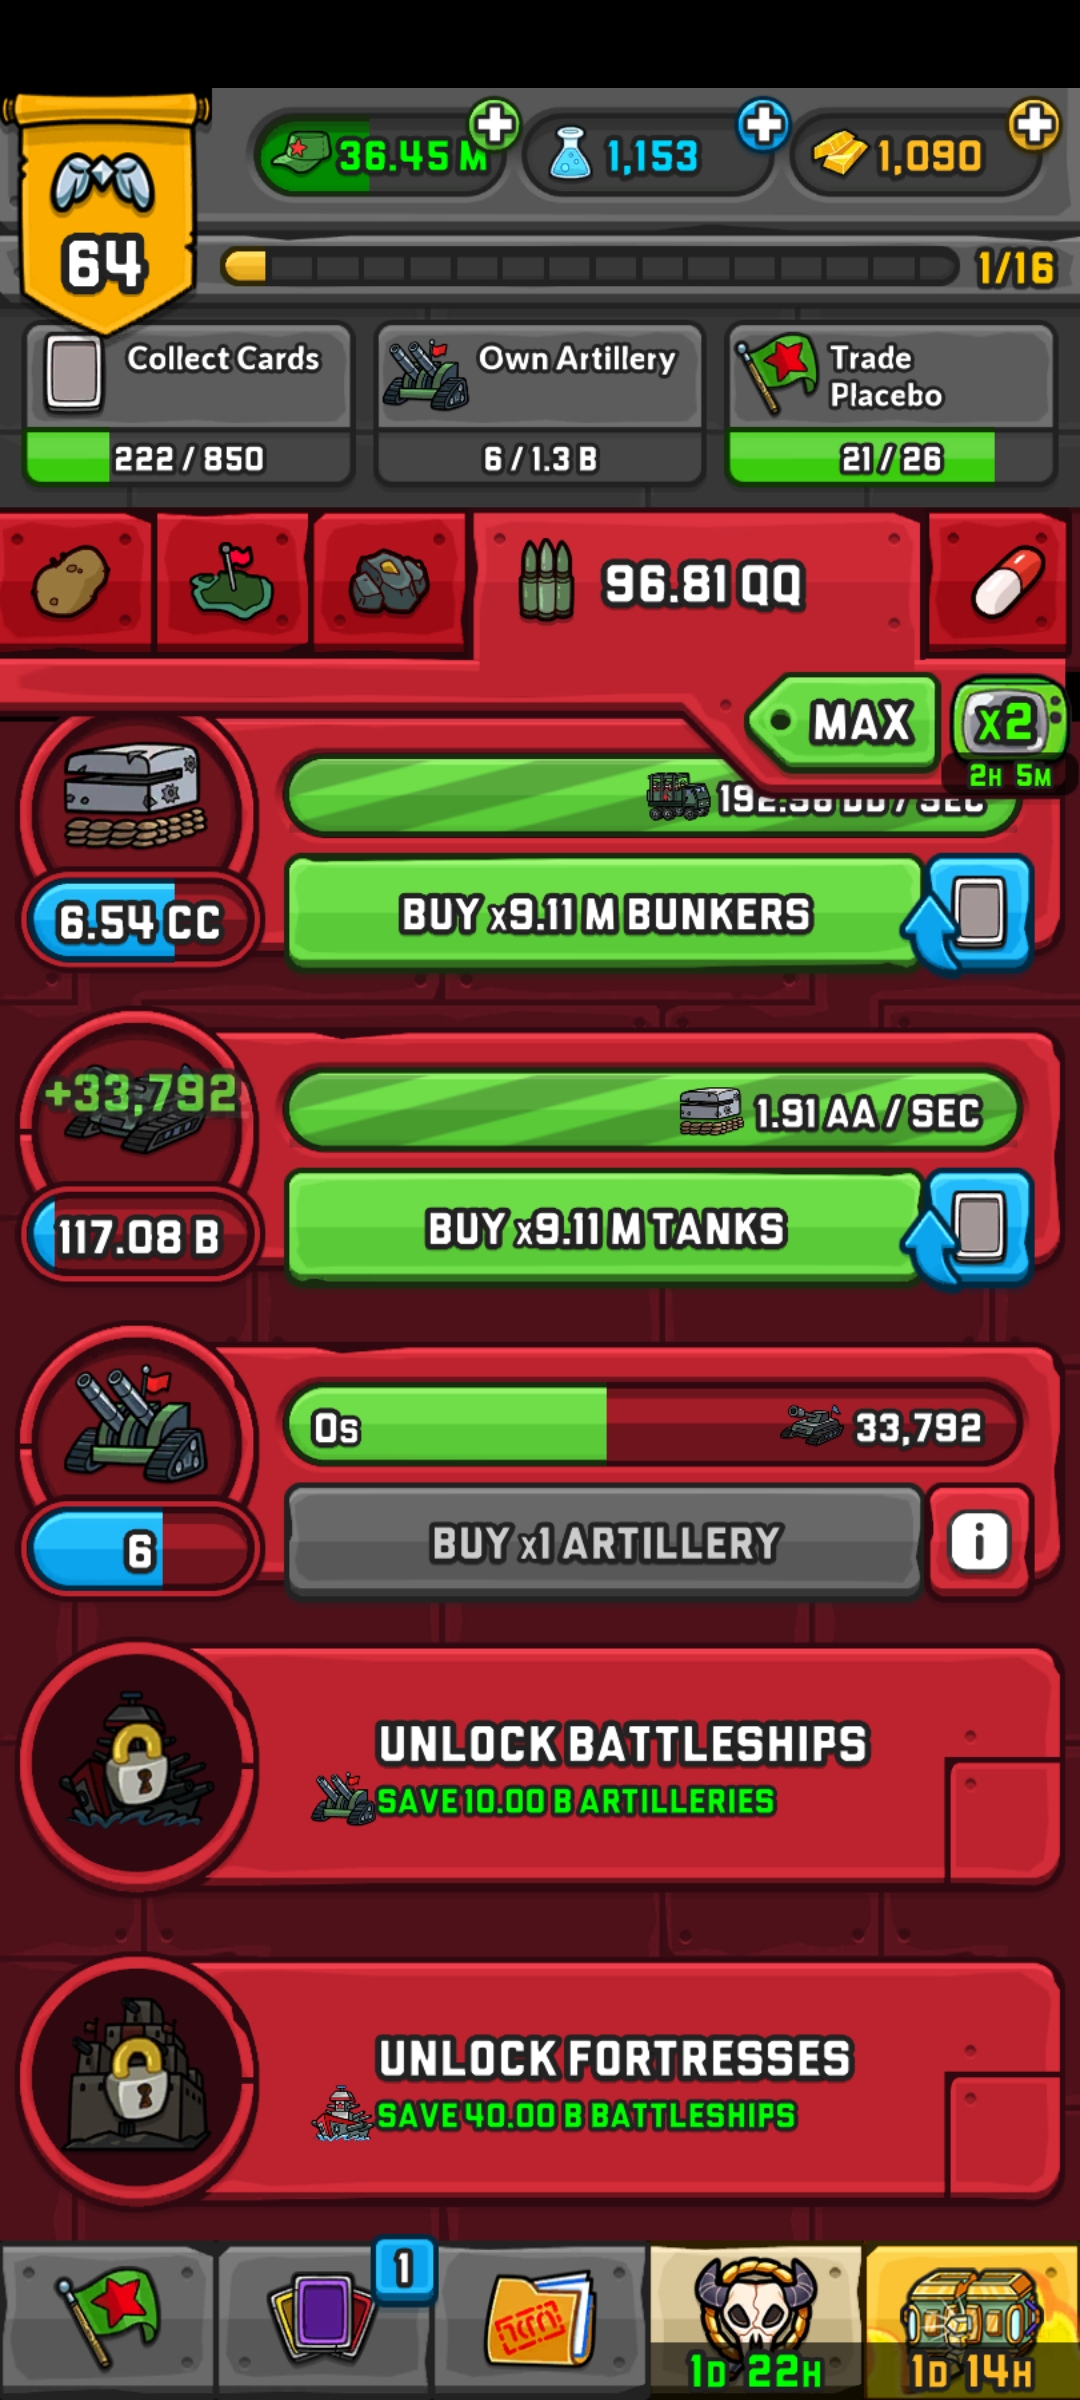 36.45 M
1,153
1,090
64
1/16
Collect Cards
222 / 850
Own Artillery
6 / 1.3 B
Trade
Placebo
21 / 26
96.81 QQ
MAX
x2
2H 5M
/ SEC
6.54 CC
BUY x9.11 M BUNKERS
+33,792
1.91 AA / SEC
117.08 B
BUY x9.11 M TANKS
0s
33,792
6
BUY x1 ARTILLERY
i
UNLOCK BATTLESHIPS
SAVE 10.00 B ARTILLERIES
UNLOCK FORTRESSES
SAVE 40.00 B BATTLESHIPS
1
1D 22H
1D 14H